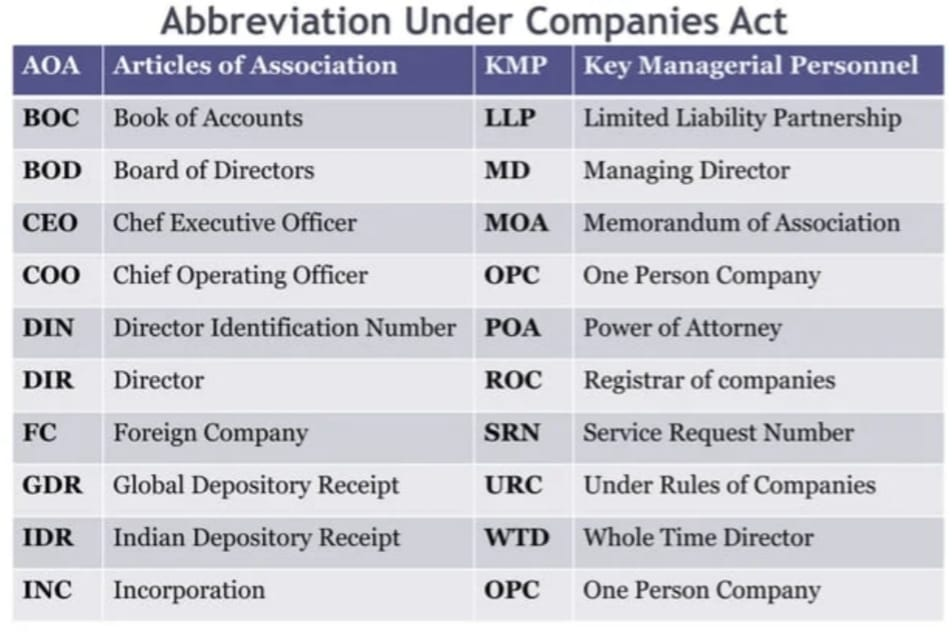 Abbreviation Under Companies Act
AOA Articles of Association KMP Key Managerial Personnel
BOC Book of Accounts LLP Limited Liability Partnership
BOD Board of Directors MD Managing Director
CEO Chef Executive Officer MOA Memorandum of Association
COO Chief Operating Officer OPC One Person Company
DIN Director Identification Number POA Power of Attorney
DIR Director ROC Registrar of companies
FC Foreign Company SRN Service Request Number
GDR Global Depository Receipt URC Under Rules of Companies
IDR Indian Depository Receipt WTD Whole Time Director
INC Incorporation OPC One Person Company